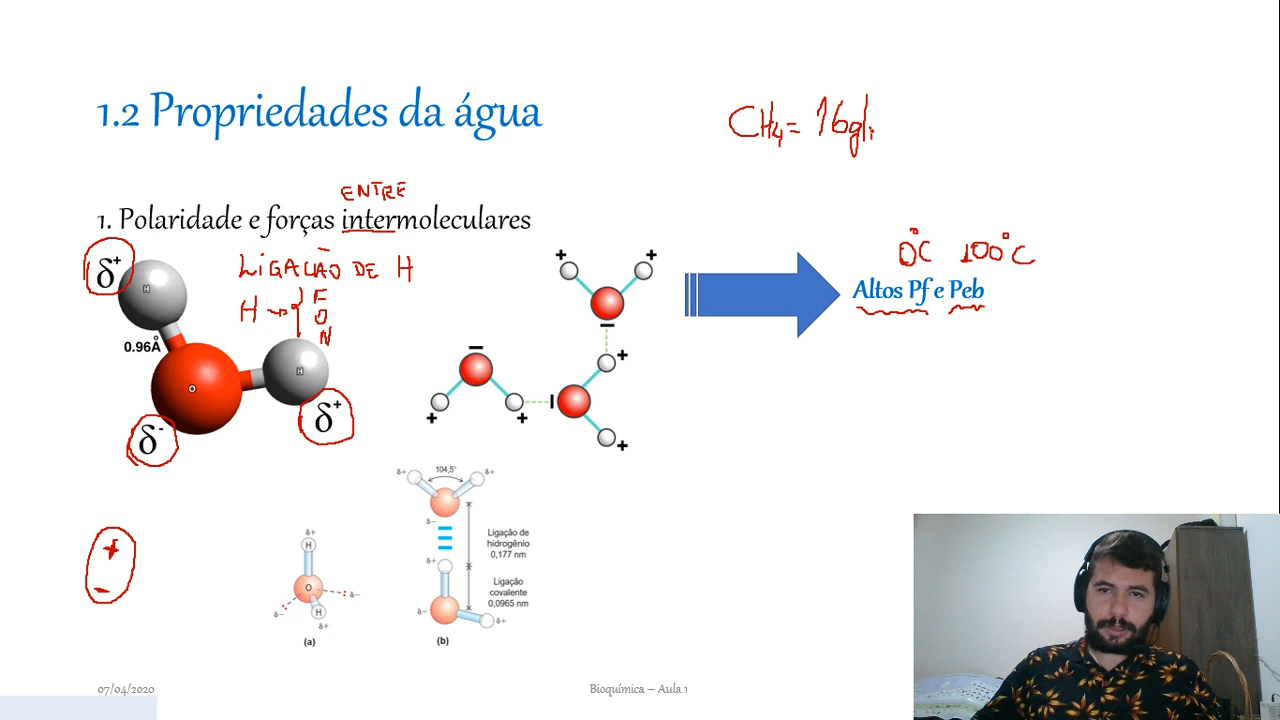 1.2 Propriedades da água
CH4 = 16g/
ENTRE
1. Polaridade e forças intermoleculares
δ+
H
LIGAÇÃO DE H
H → F
O
N
0.96Å
O
H
δ+
δ-
+ +
−
+
−
+ + −
+
0°C 100°C
Altos Pf e Peb
+
−
δ+
H
O
H
δ− δ−
δ+
(a)
δ+ 104,5° δ+
δ−
Ligação de
hidrogênio
0,177 nm
δ+
Ligação
covalente
0,0965 nm
δ−
δ+
(b)
07/04/2020
Bioquímica – Aula 1